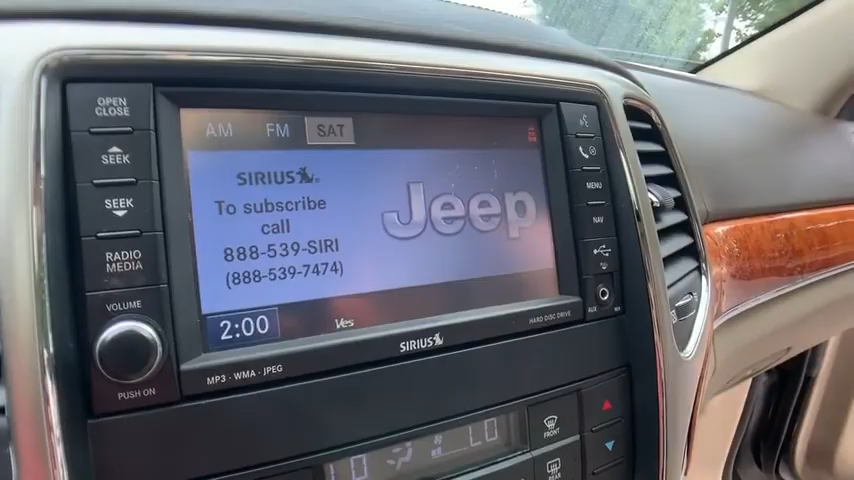 OPEN
CLOSE
SEEK
SEEK
RADIO
MEDIA
VOLUME
PUSH ON
AM FM SAT
SIRIUS
To subscribe
call
888-539-SIRI
(888-539-7474)
Jeep
2:00
Yes
SIRIUS
HARD DISC DRIVE
MP3 - WMA - JPEG
MENU
NAV
AUX
LO
LO
FRONT
REAR